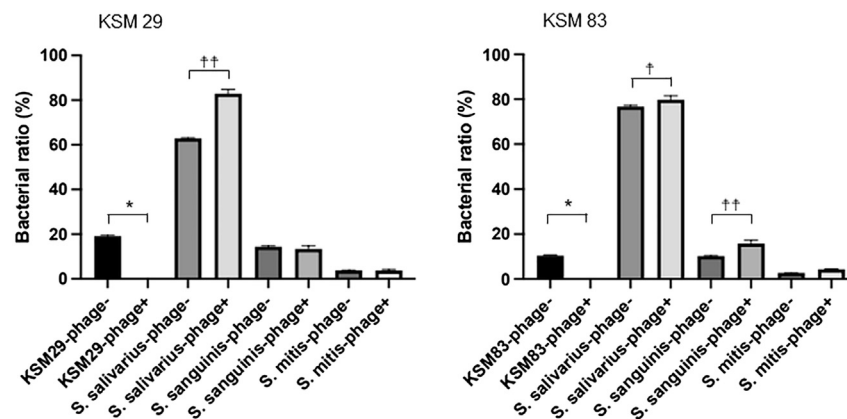 KSM 29
Bacterial ratio (%)
100
80
60
40
20
0
*
††
KSM29-phage-
KSM29-phage+
S. salivarius-phage-
S. salivarius-phage+
S. sanguinis-phage-
S. sanguinis-phage+
S. mitis-phage-
S. mitis-phage+
KSM 83
Bacterial ratio (%)
100
80
60
40
20
0
*
†
††
KSM83-phage-
KSM83-phage+
S. salivarius-phage-
S. salivarius-phage+
S. sanguinis-phage-
S. sanguinis-phage+
S. mitis-phage-
S. mitis-phage+